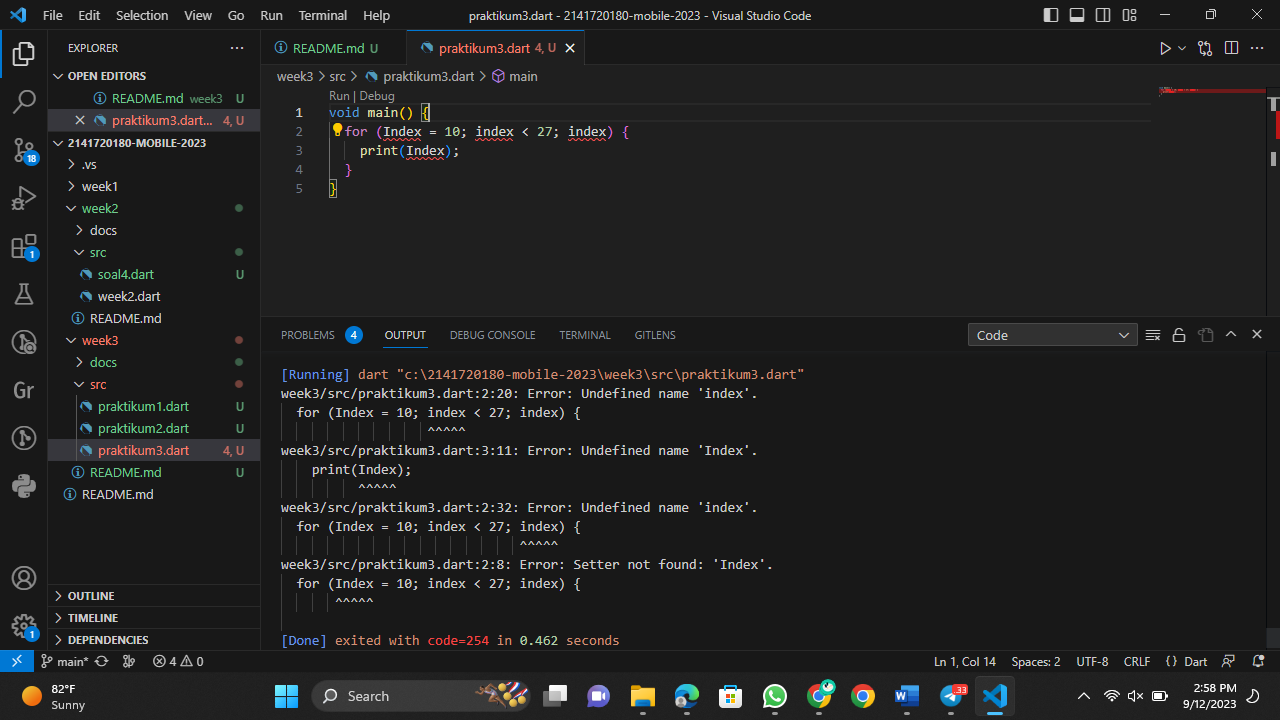 File Edit Selection View Go Run Terminal Help praktikum3.dart - 2141720180-mobile-2023 - Visual Studio Code
EXPLORER
OPEN EDITORS
README.md week3 U
praktikum3.dart... 4, U
2141720180-MOBILE-2023
.vs
week1
week2
docs
src
soal4.dart U
week2.dart
README.md
week3
docs
src
praktikum1.dart U
praktikum2.dart U
praktikum3.dart 4, U
README.md U
README.md
OUTLINE
TIMELINE
DEPENDENCIES
18
1
Gr
1
README.md U praktikum3.dart 4, U
week3 > src > praktikum3.dart > main
Run | Debug
1 void main() {
2 for (Index = 10; index < 27; index) {
3 print(Index);
4 }
5 }
PROBLEMS 4 OUTPUT DEBUG CONSOLE TERMINAL GITLENS Code
[Running] dart "c:\2141720180-mobile-2023\week3\src\praktikum3.dart"
week3/src/praktikum3.dart:2:20: Error: Undefined name 'index'.
for (Index = 10; index < 27; index) {
^^^^^
week3/src/praktikum3.dart:3:11: Error: Undefined name 'Index'.
print(Index);
^^^^^
week3/src/praktikum3.dart:2:32: Error: Undefined name 'index'.
for (Index = 10; index < 27; index) {
^^^^^
week3/src/praktikum3.dart:2:8: Error: Setter not found: 'Index'.
for (Index = 10; index < 27; index) {
^^^^^
[Done] exited with code=254 in 0.462 seconds
main* 4 0 Ln 1, Col 14 Spaces: 2 UTF-8 CRLF { } Dart
82°F
Sunny
Search
33
2:58 PM
9/12/2023